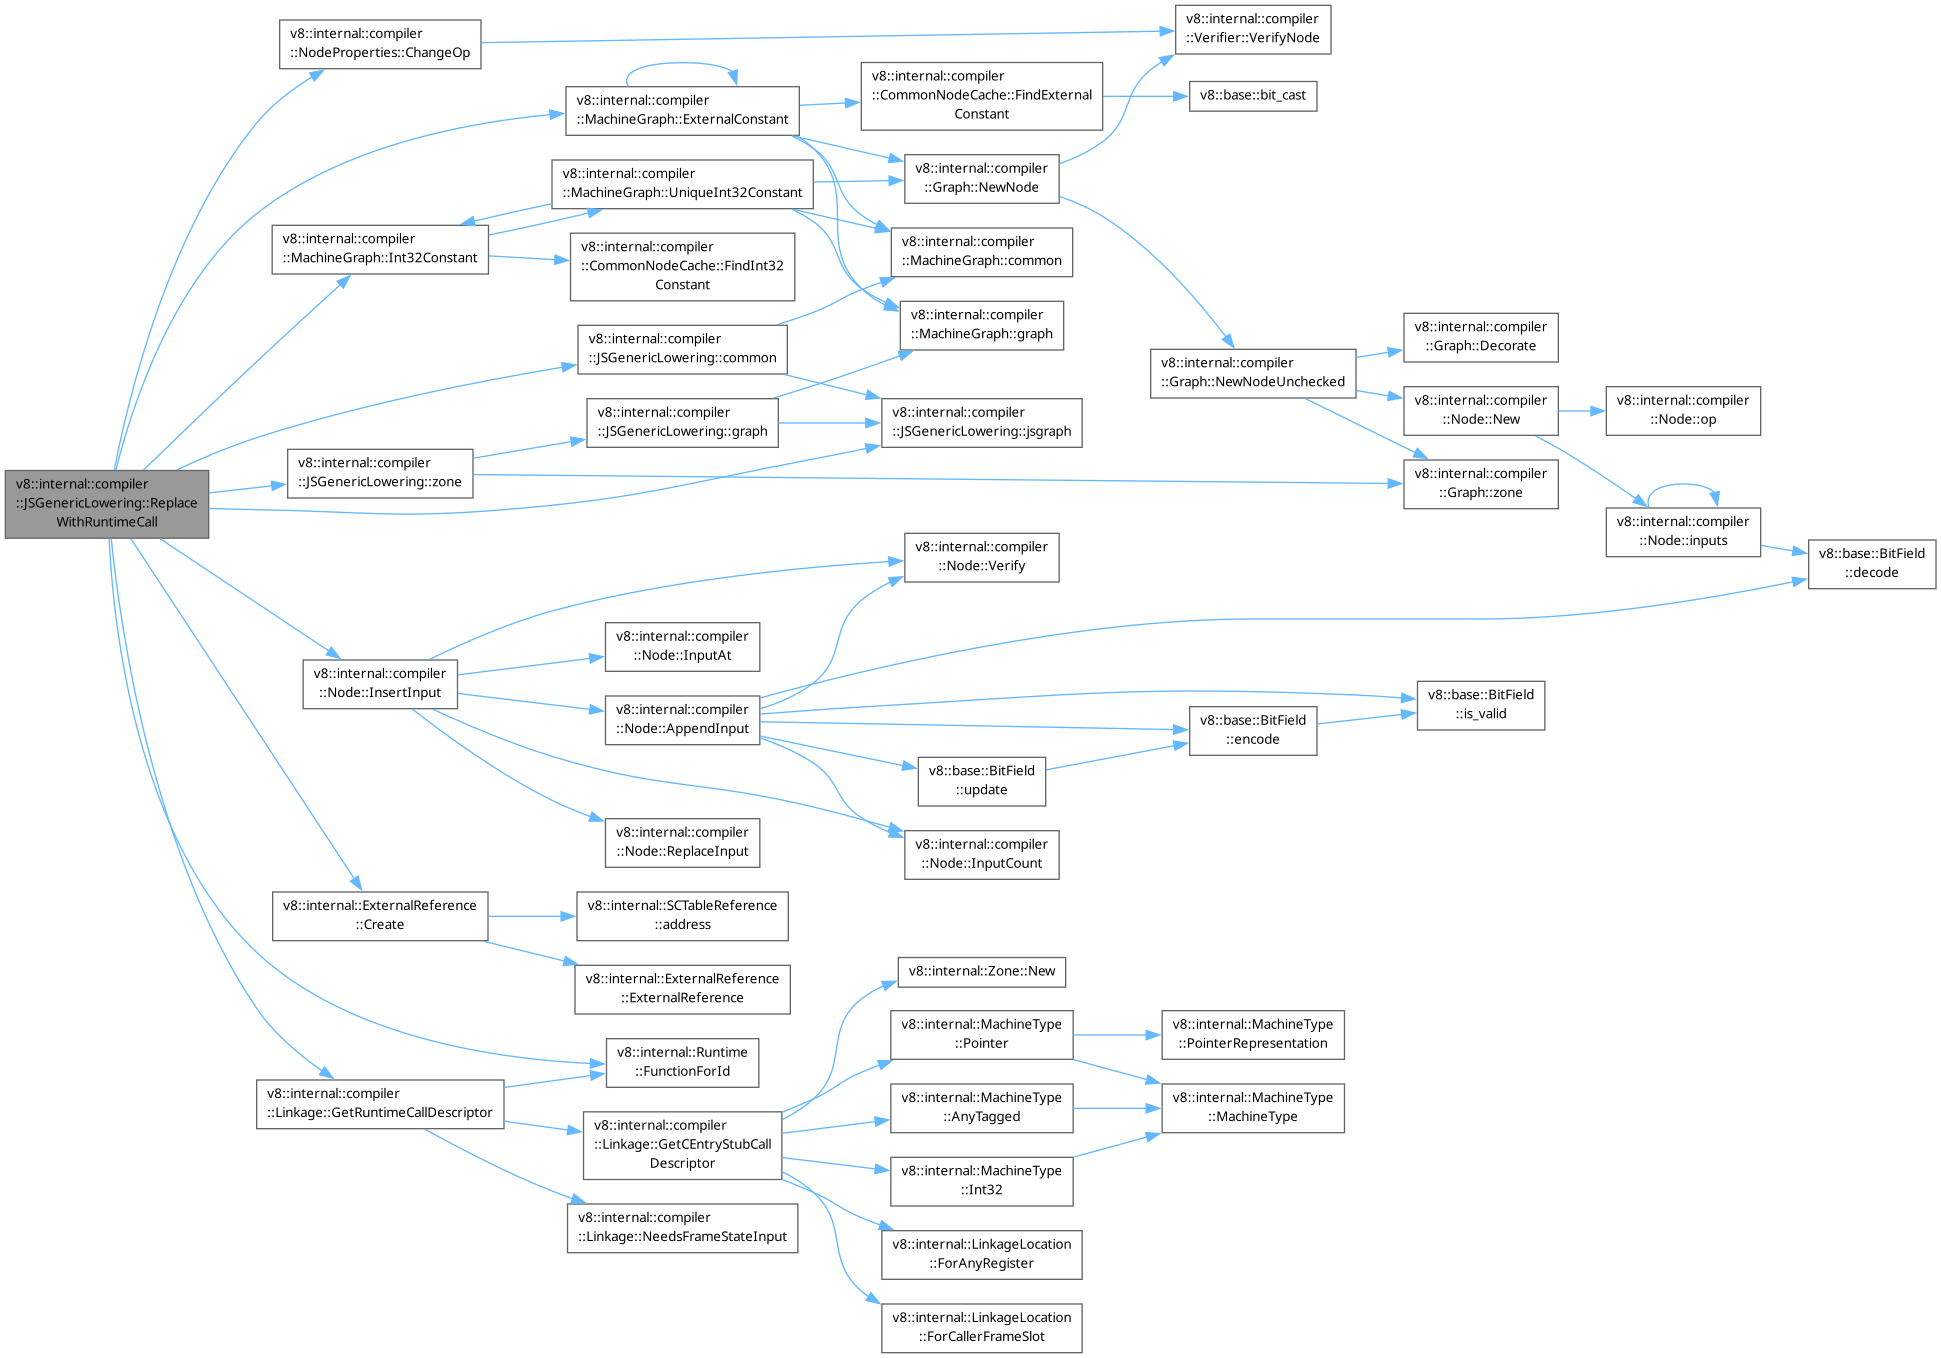 v8::internal::compiler
::JSGenericLowering::Replace
WithRuntimeCall
v8::internal::compiler
::NodeProperties::ChangeOp
v8::internal::compiler
::Verifier::VerifyNode
v8::internal::compiler
::MachineGraph::ExternalConstant
v8::internal::compiler
::CommonNodeCache::FindExternal
Constant
v8::base::bit_cast
v8::internal::compiler
::Graph::NewNode
v8::internal::compiler
::MachineGraph::UniqueInt32Constant
v8::internal::compiler
::MachineGraph::Int32Constant
v8::internal::compiler
::CommonNodeCache::FindInt32
Constant
v8::internal::compiler
::MachineGraph::common
v8::internal::compiler
::MachineGraph::graph
v8::internal::compiler
::JSGenericLowering::common
v8::internal::compiler
::JSGenericLowering::graph
v8::internal::compiler
::JSGenericLowering::jsgraph
v8::internal::compiler
::JSGenericLowering::zone
v8::internal::compiler
::Graph::NewNodeUnchecked
v8::internal::compiler
::Graph::Decorate
v8::internal::compiler
::Node::New
v8::internal::compiler
::Node::op
v8::internal::compiler
::Graph::zone
v8::internal::compiler
::Node::inputs
v8::base::BitField
::decode
v8::internal::compiler
::Node::Verify
v8::internal::compiler
::Node::InputAt
v8::internal::compiler
::Node::InsertInput
v8::internal::compiler
::Node::AppendInput
v8::base::BitField
::is_valid
v8::base::BitField
::encode
v8::base::BitField
::update
v8::internal::compiler
::Node::ReplaceInput
v8::internal::compiler
::Node::InputCount
v8::internal::ExternalReference
::Create
v8::internal::SCTableReference
::address
v8::internal::ExternalReference
::ExternalReference
v8::internal::Zone::New
v8::internal::Runtime
::FunctionForId
v8::internal::MachineType
::Pointer
v8::internal::MachineType
::PointerRepresentation
v8::internal::compiler
::Linkage::GetRuntimeCallDescriptor
v8::internal::compiler
::Linkage::GetCEntryStubCall
Descriptor
v8::internal::MachineType
::AnyTagged
v8::internal::MachineType
::MachineType
v8::internal::MachineType
::Int32
v8::internal::compiler
::Linkage::NeedsFrameStateInput
v8::internal::LinkageLocation
::ForAnyRegister
v8::internal::LinkageLocation
::ForCallerFrameSlot